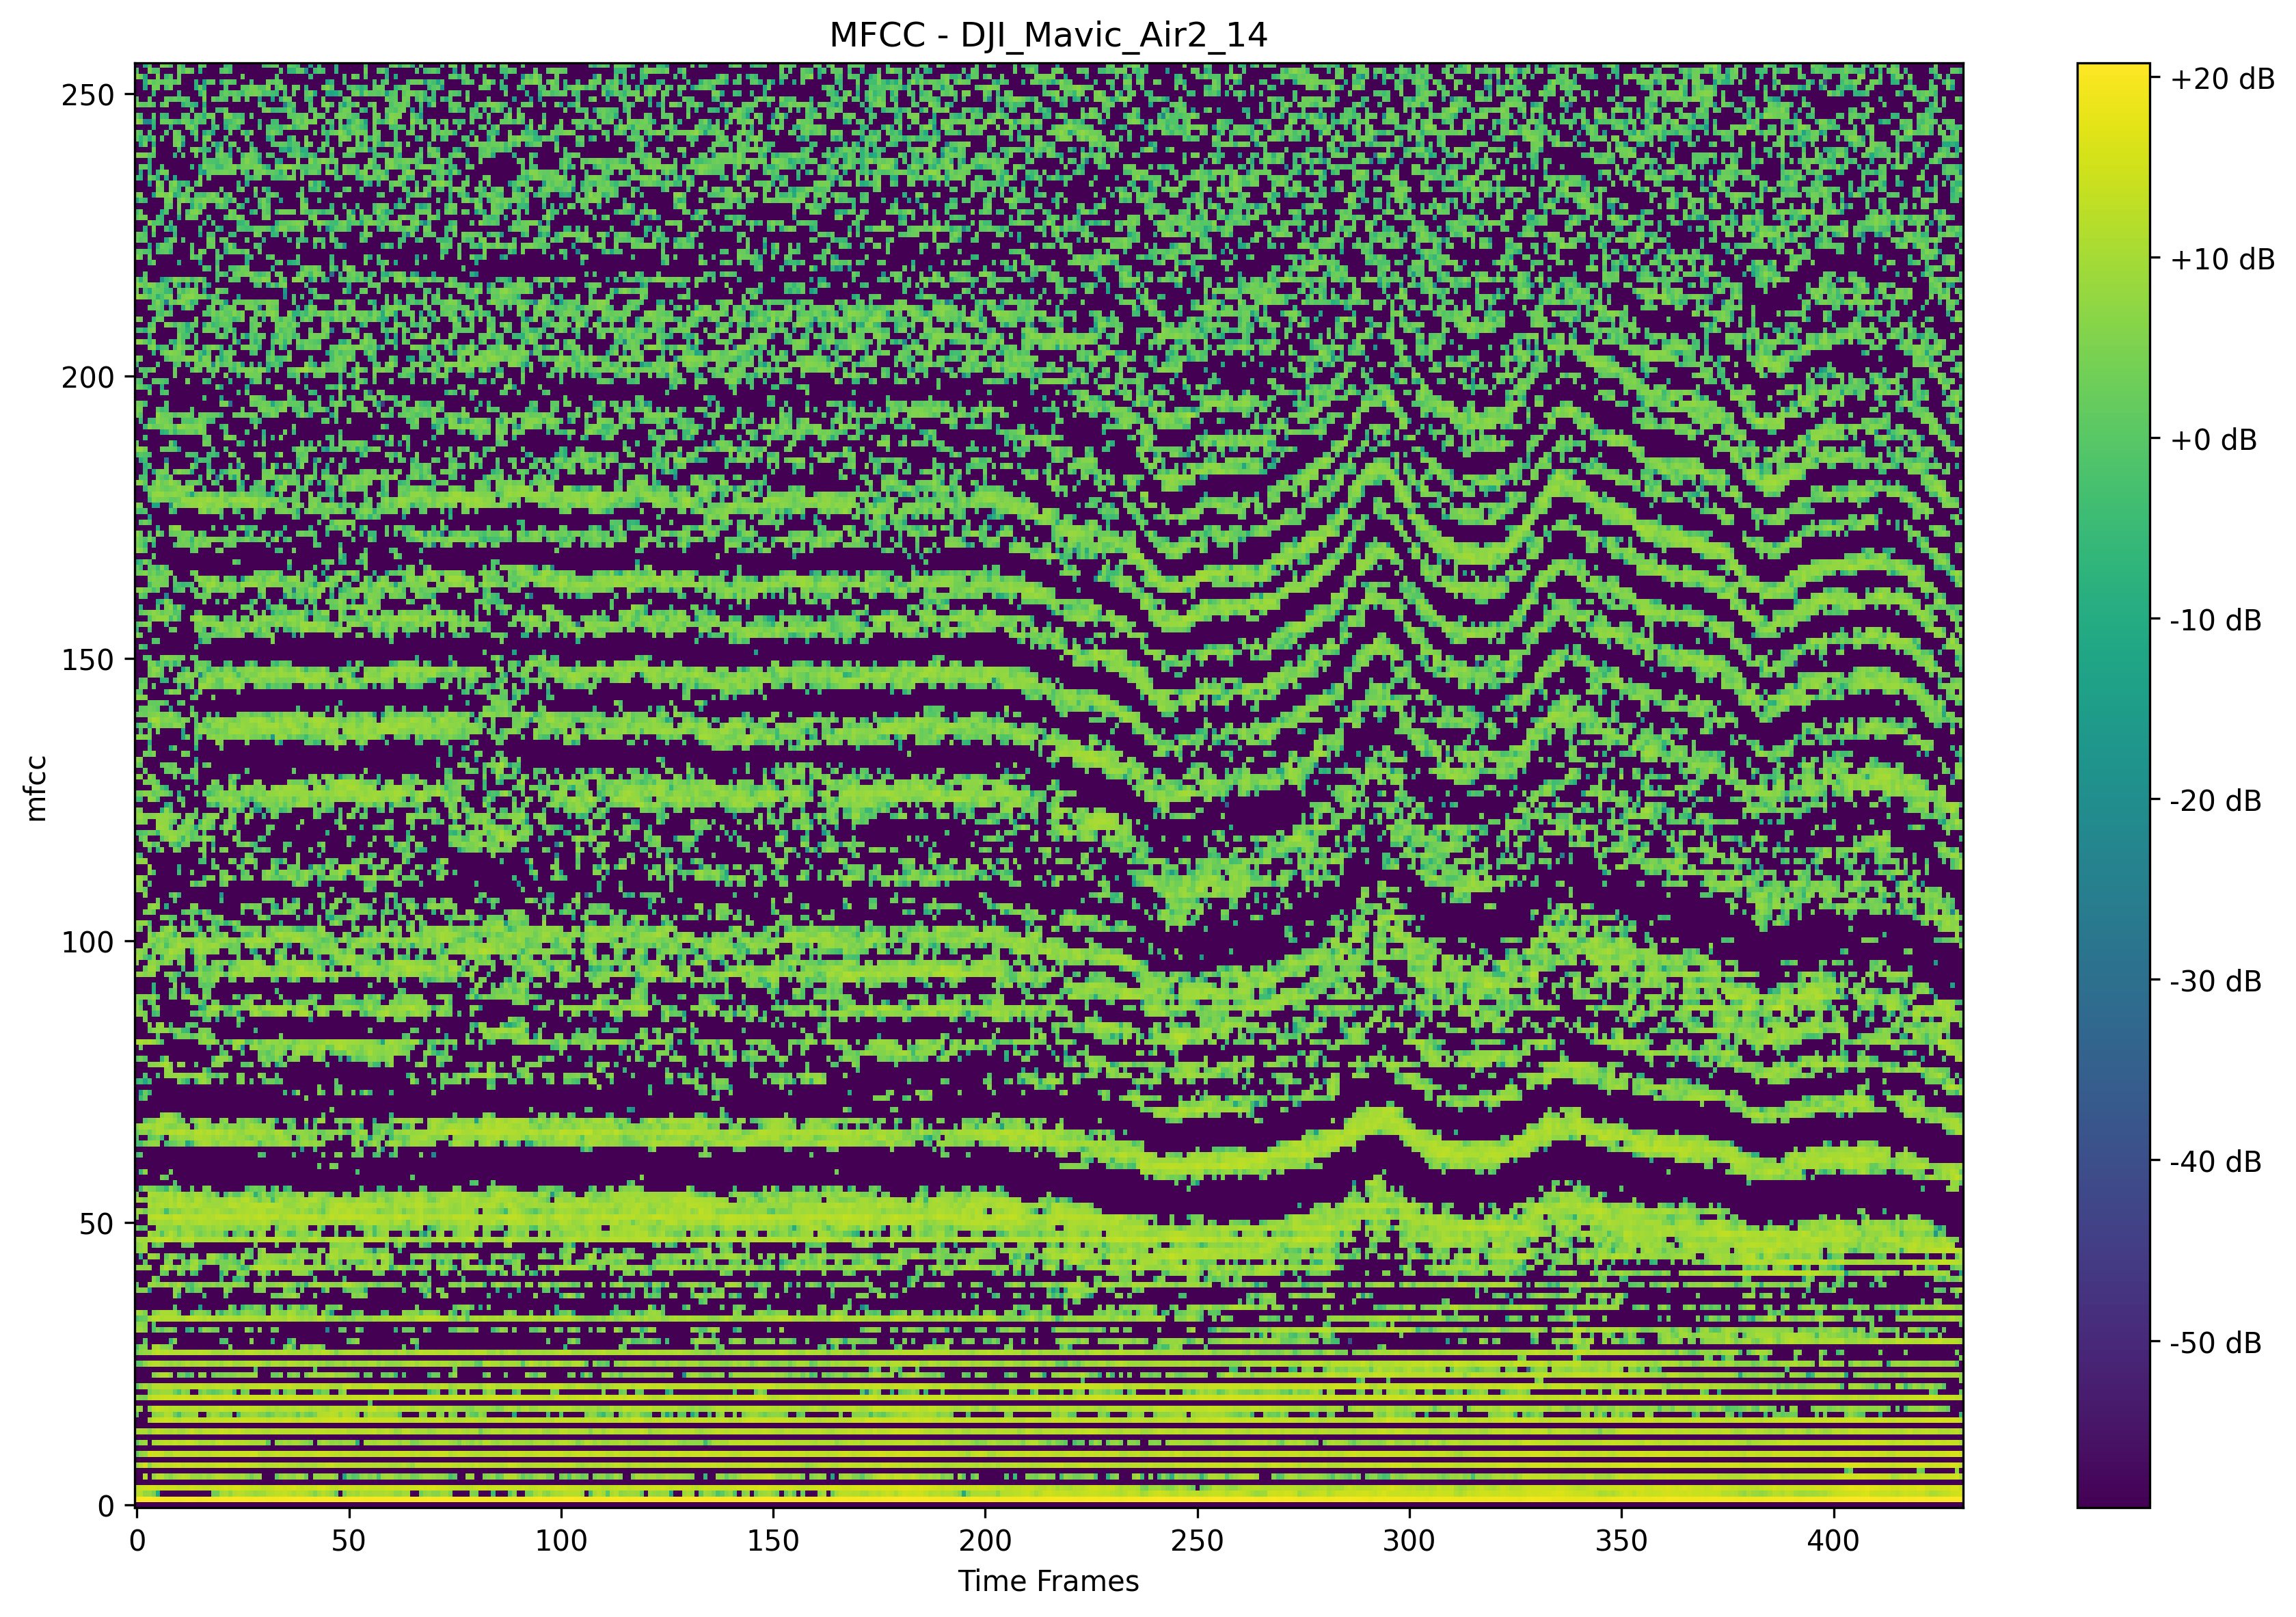 MFCC - DJI_Mavic_Air2_14
250
200
150
100
50
0
mfcc
0 50 100 150 200 250 300 350 400
Time Frames
+20 dB
+10 dB
+0 dB
-10 dB
-20 dB
-30 dB
-40 dB
-50 dB